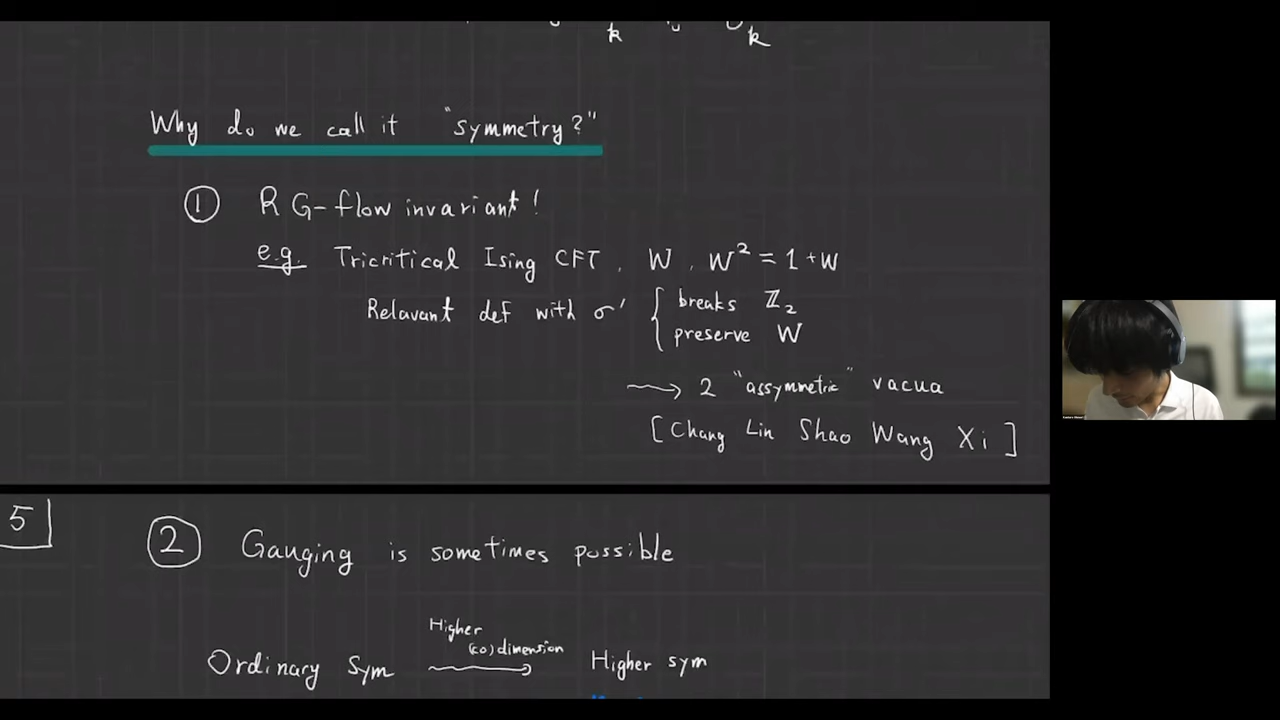 k k
Why do we call it "symmetry?"
① RG-flow invariant!
e.g. Tricritical Ising CFT, W, W² = 1+W
Relavant def with σ' { breaks ℤ₂
preserve W
⟶ 2 "assymmetric" vacua
[Chang Lin Shao Wang Xi]
5
② Gauging is sometimes possible
Higher
(co)dimension
Ordinary Sym ⟶ Higher sym